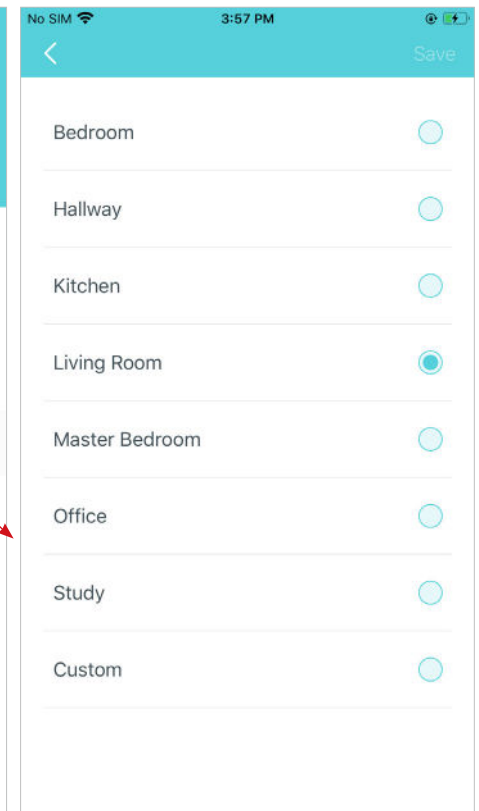 No SIM 3:57 PM
Save
Bedroom
Hallway
Kitchen
Living Room
Master Bedroom
Office
Study
Custom